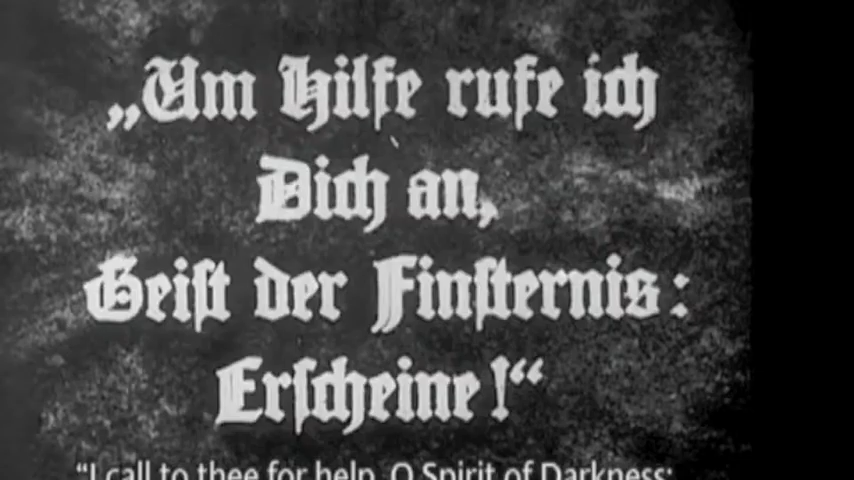 „Um Hilfe rufe ich
Dich an,
Geist der Finsternis:
Erscheine!“
“I call to thee for help, O Spirit of Darkness: